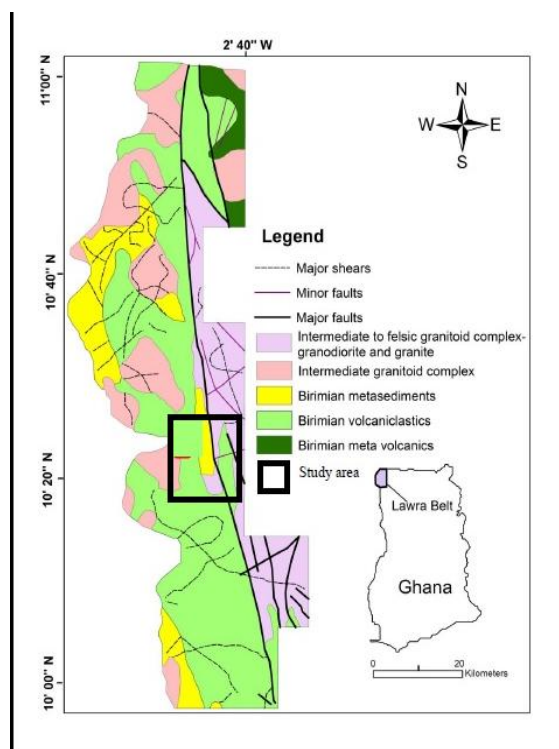 2' 40" W
11°00" N
N
W
E
S
Legend
10' 40" N
Major shears
Minor faults
Major faults
Intermediate to felsic granitoid complex-
granodiorite and granite
Intermediate granitoid complex
Birimian metasediments
Birimian volcaniclastics
Birimian meta volcanics
Study area
10' 20" N
Lawra Belt
Ghana
0 20
Kilometers
10' 00" N